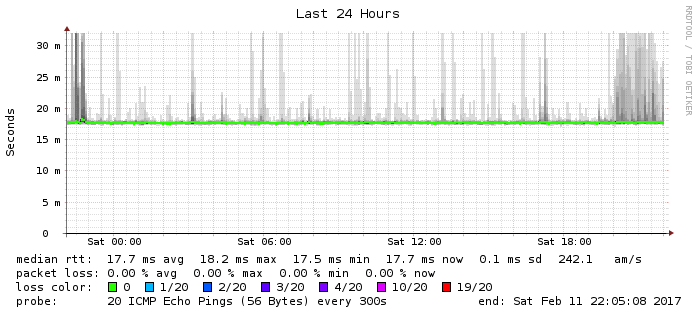 Last 24 Hours
RRDTOOL / TOBI OETIKER
Seconds
30 m
25 m
20 m
15 m
10 m
5 m
0
Sat 00:00 Sat 06:00 Sat 12:00 Sat 18:00
median rtt: 17.7 ms avg 18.2 ms max 17.5 ms min 17.7 ms now 0.1 ms sd 242.1 am/s
packet loss: 0.00 % avg 0.00 % max 0.00 % min 0.00 % now
loss color: 0 1/20 2/20 3/20 4/20 10/20 19/20
probe: 20 ICMP Echo Pings (56 Bytes) every 300s end: Sat Feb 11 22:05:08 2017